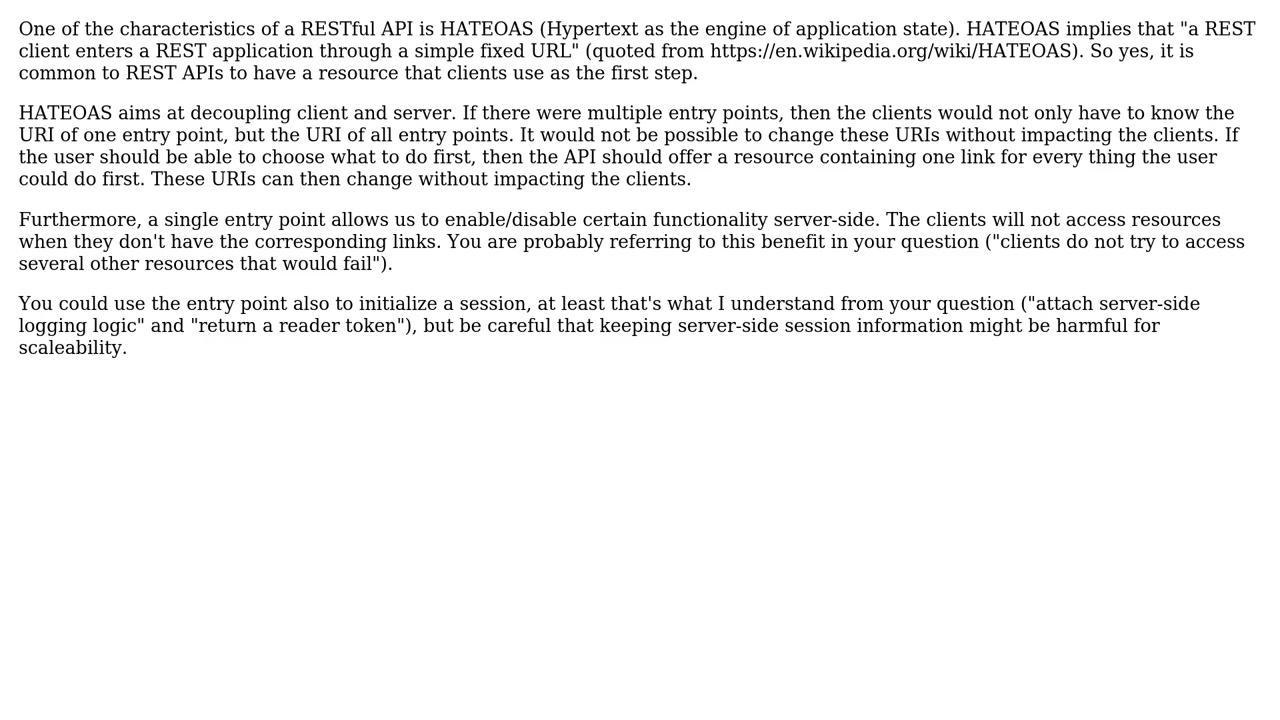 One of the characteristics of a RESTful API is HATEOAS (Hypertext as the engine of application state). HATEOAS implies that "a REST
client enters a REST application through a simple fixed URL" (quoted from https://en.wikipedia.org/wiki/HATEOAS). So yes, it is
common to REST APIs to have a resource that clients use as the first step.
HATEOAS aims at decoupling client and server. If there were multiple entry points, then the clients would not only have to know the
URI of one entry point, but the URI of all entry points. It would not be possible to change these URIs without impacting the clients. If
the user should be able to choose what to do first, then the API should offer a resource containing one link for every thing the user
could do first. These URIs can then change without impacting the clients.
Furthermore, a single entry point allows us to enable/disable certain functionality server-side. The clients will not access resources
when they don't have the corresponding links. You are probably referring to this benefit in your question ("clients do not try to access
several other resources that would fail").
You could use the entry point also to initialize a session, at least that's what I understand from your question ("attach server-side
logging logic" and "return a reader token"), but be careful that keeping server-side session information might be harmful for
scaleability.